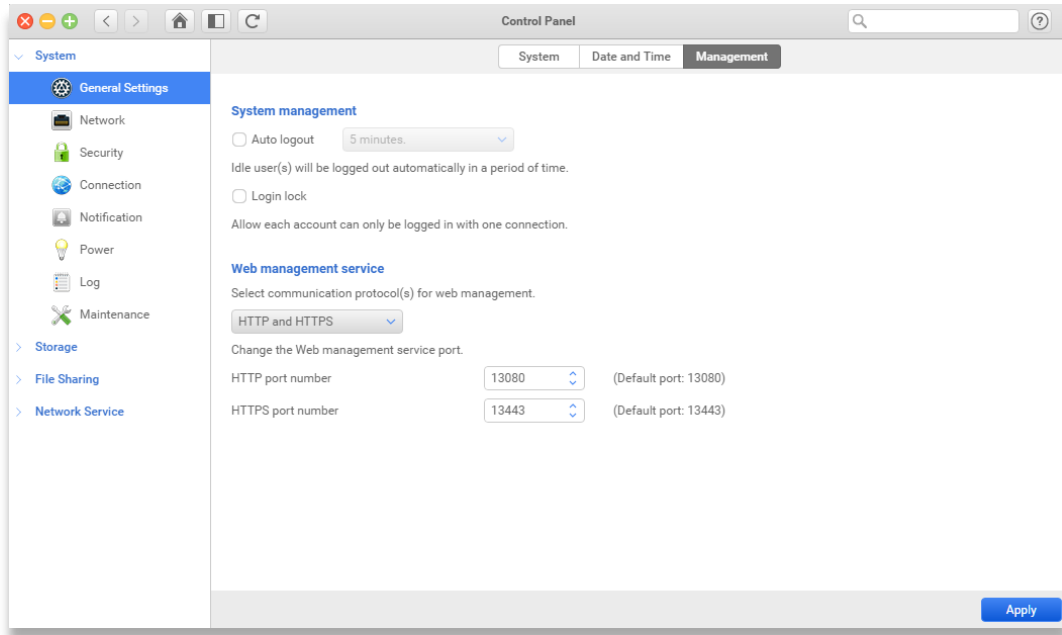 Control Panel
System
General Settings
Network
Security
Connection
Notification
Power
Log
Maintenance
Storage
File Sharing
Network Service
System Date and Time Management
System management
Auto logout 5 minutes.
Idle user(s) will be logged out automatically in a period of time.
Login lock
Allow each account can only be logged in with one connection.
Web management service
Select communication protocol(s) for web management.
HTTP and HTTPS
Change the Web management service port.
HTTP port number 13080 (Default port: 13080)
HTTPS port number 13443 (Default port: 13443)
Apply